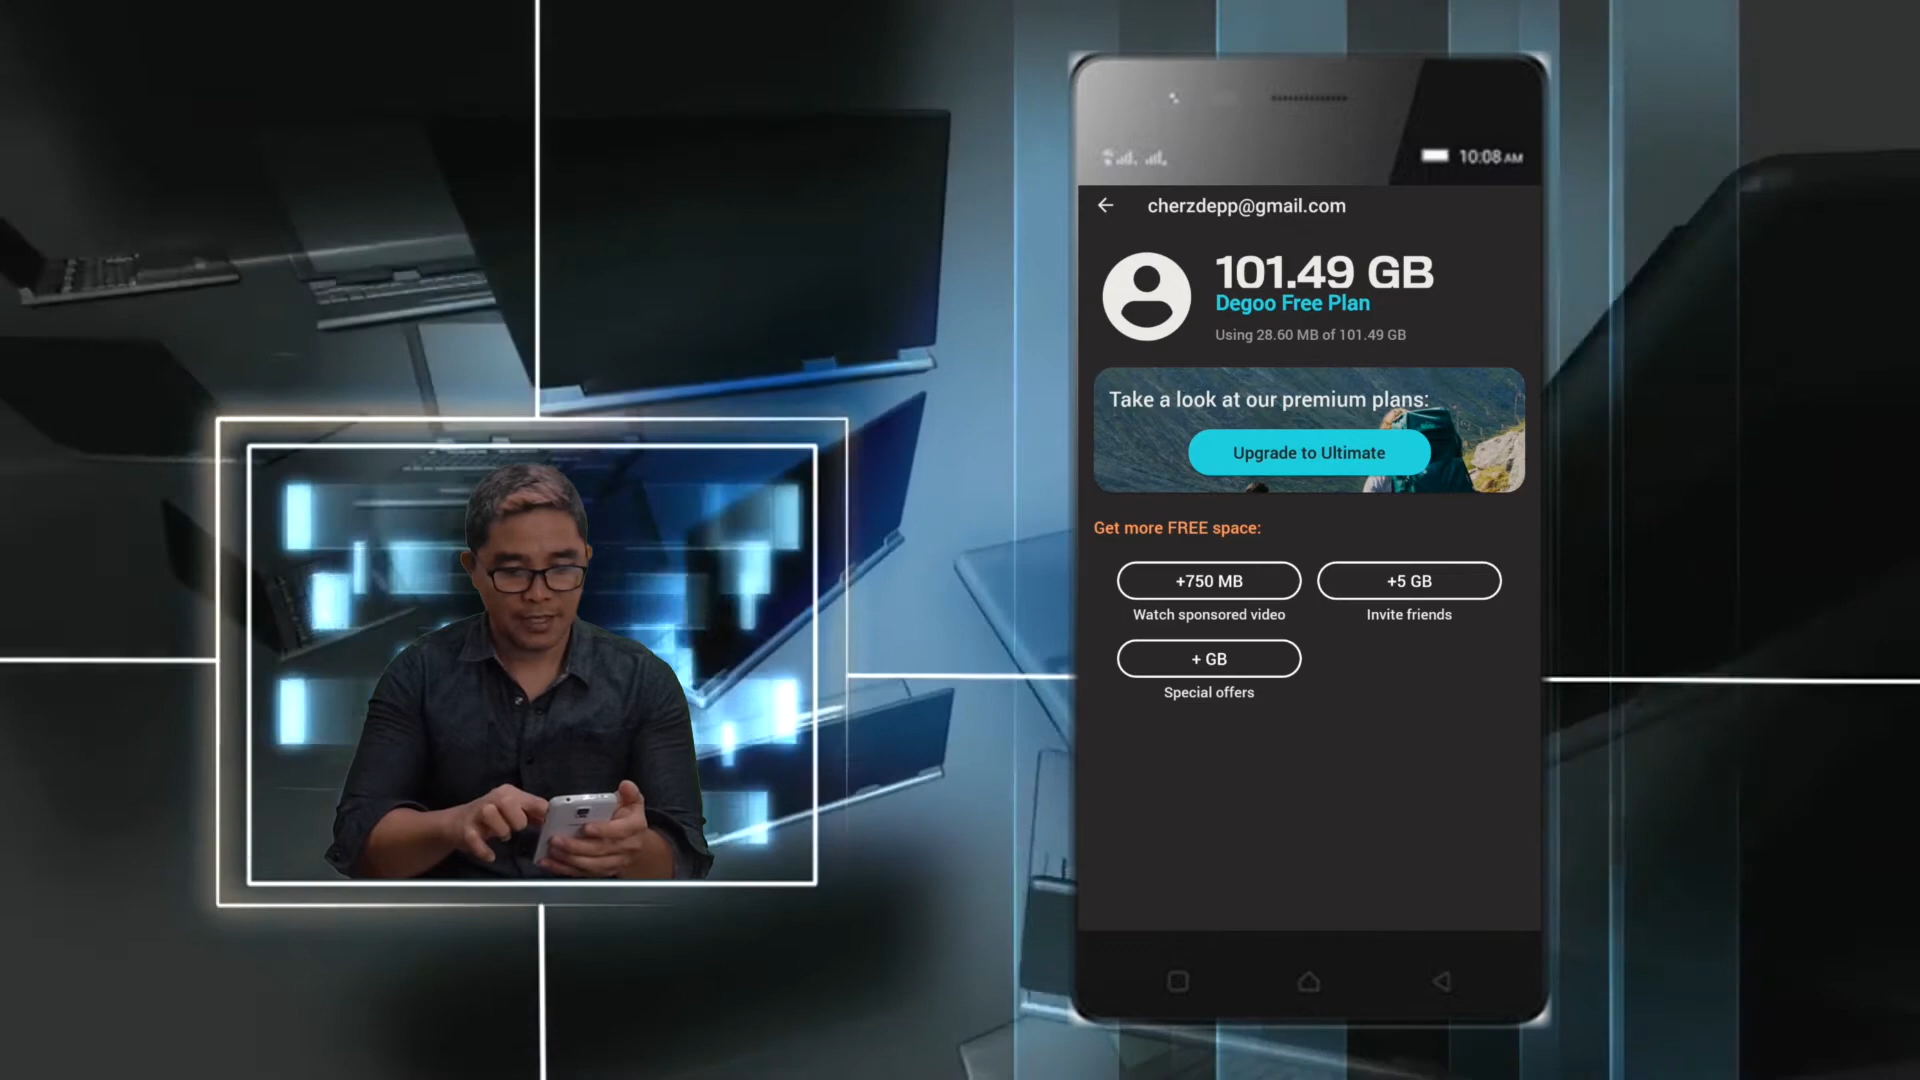 10:08 AM
cherzdepp@gmail.com
101.49 GB
Degoo Free Plan
Using 28.60 MB of 101.49 GB
Take a look at our premium plans:
Upgrade to Ultimate
Get more FREE space:
+750 MB
Watch sponsored video
+5 GB
Invite friends
+ GB
Special offers